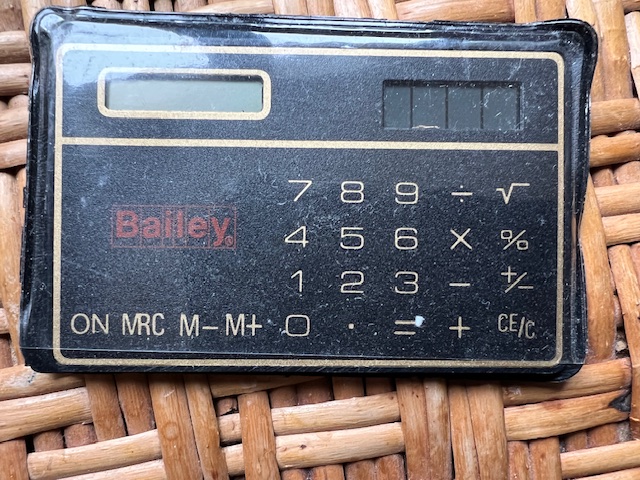 7 8 9 ÷ √
Bailey®
4 5 6 × %
1 2 3 − +/−
ON MRC M− M+ 0 · = + CE/C